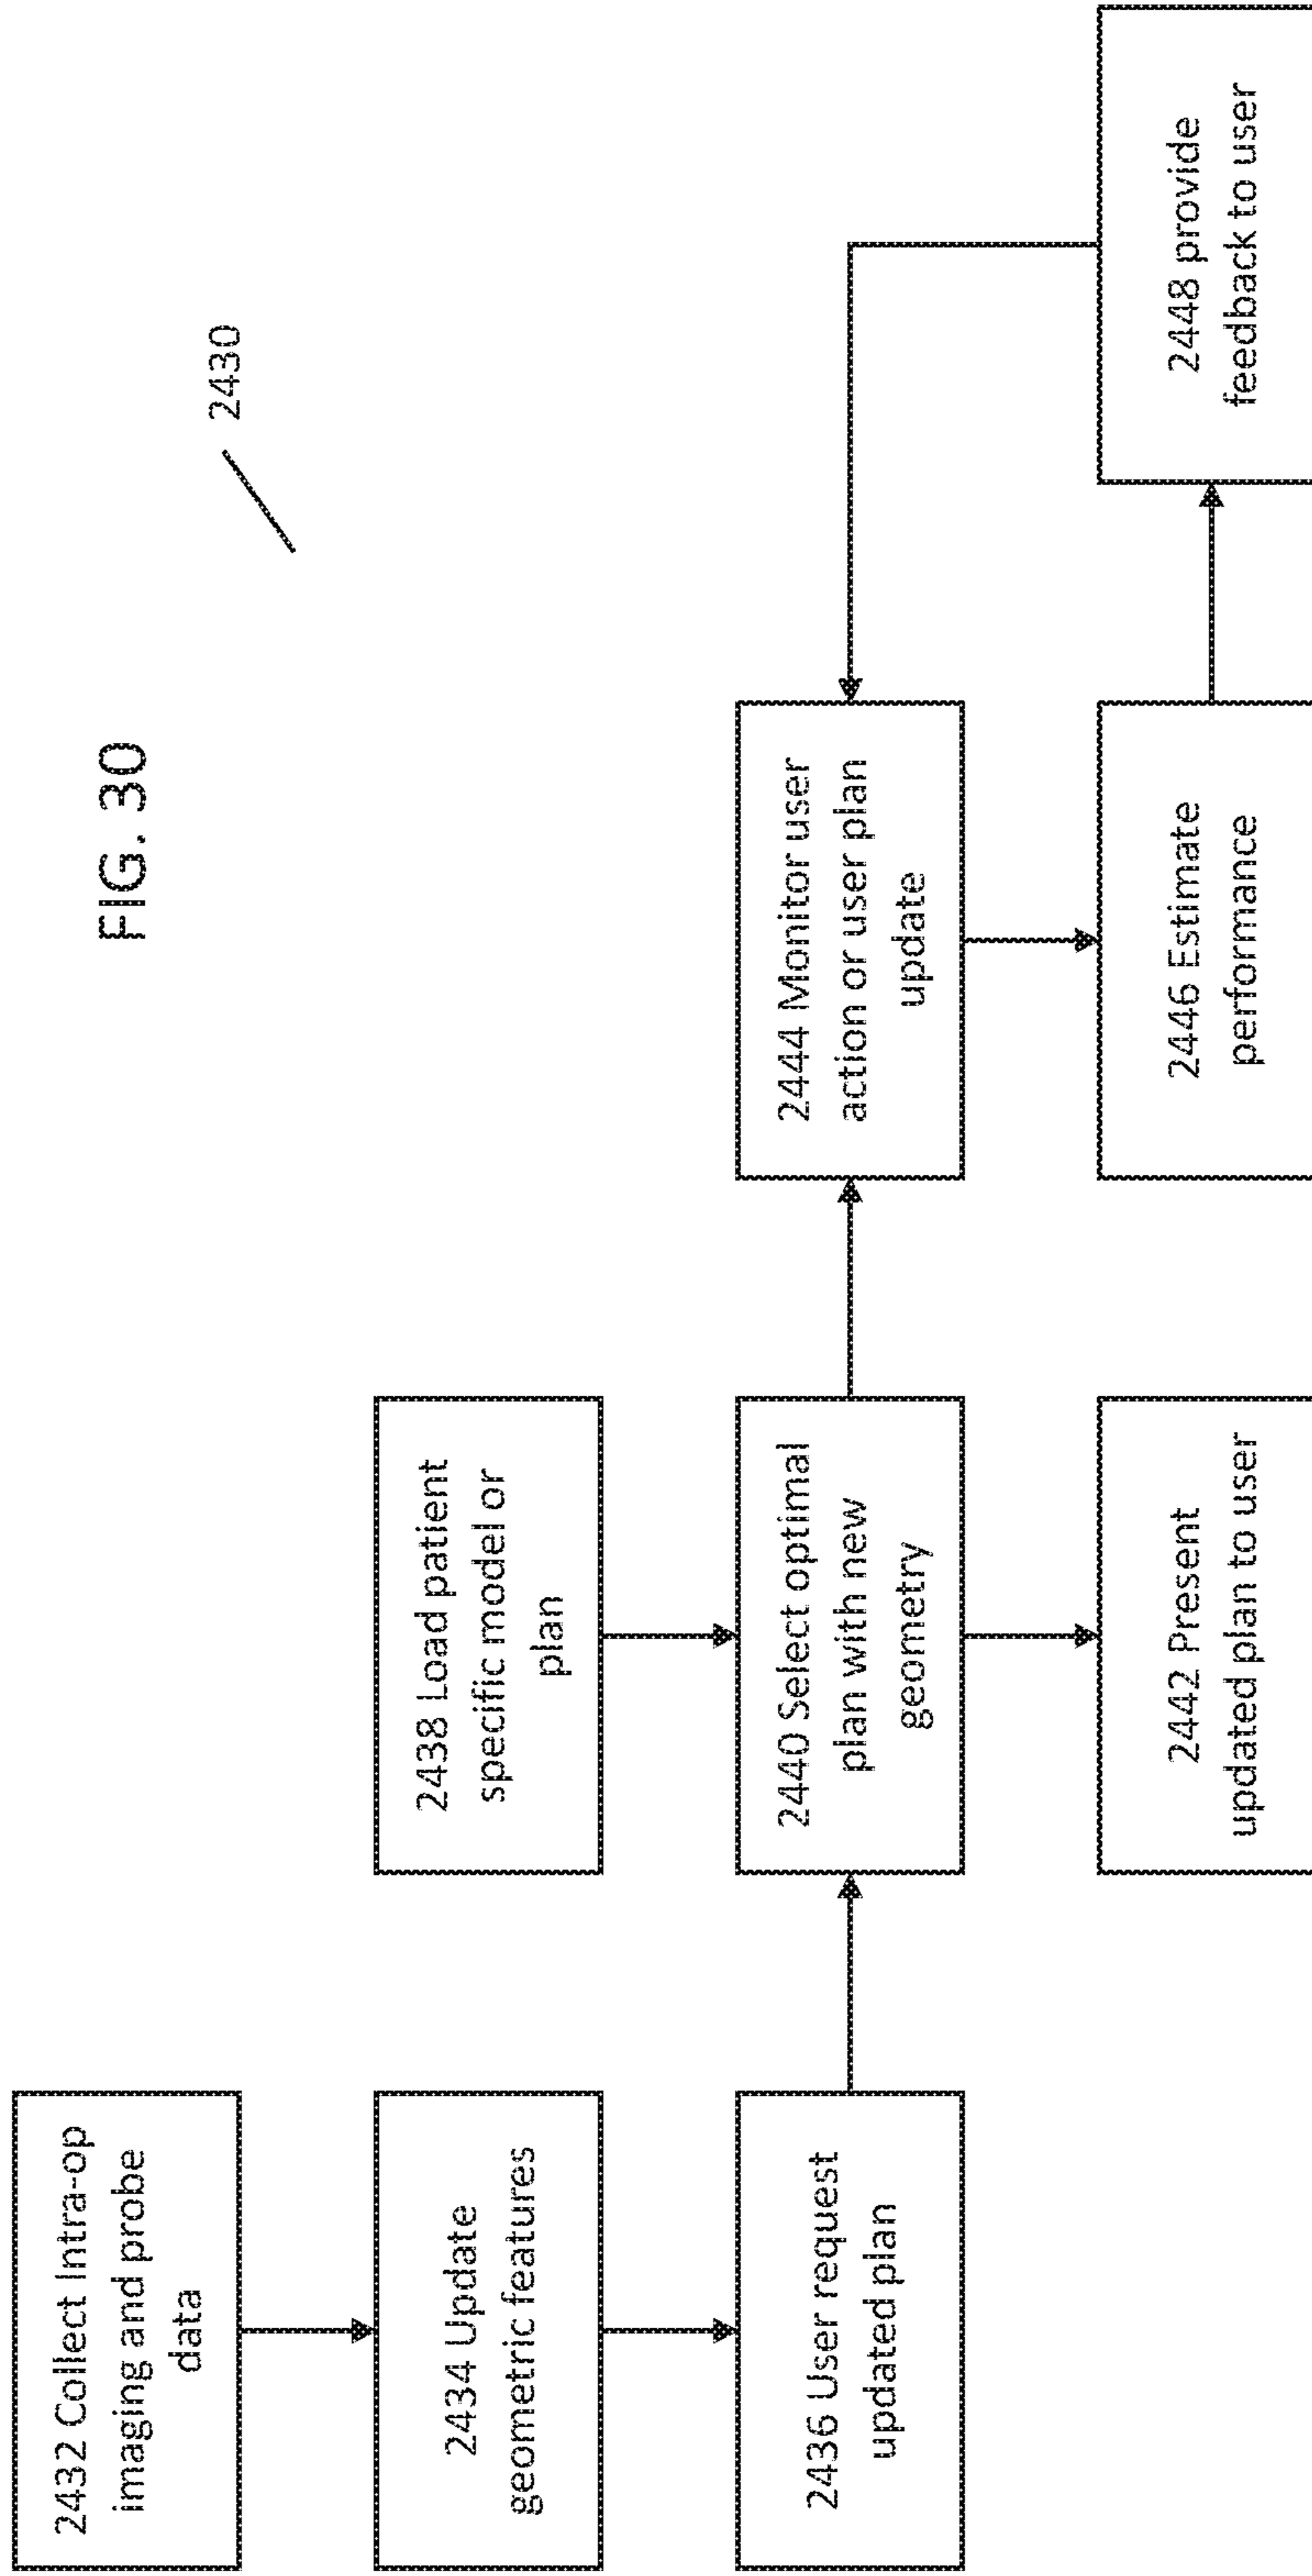 FIG. 30
2430
2432 Collect Intra-op
imaging and probe
data
2434 Update
geometric features
2436 User request
updated plan
2438 Load patient
specific model or
plan
2440 Select optimal
plan with new
geometry
2442 Present
updated plan to user
2444 Monitor user
action or user plan
update
2446 Estimate
performance
2448 provide
feedback to user